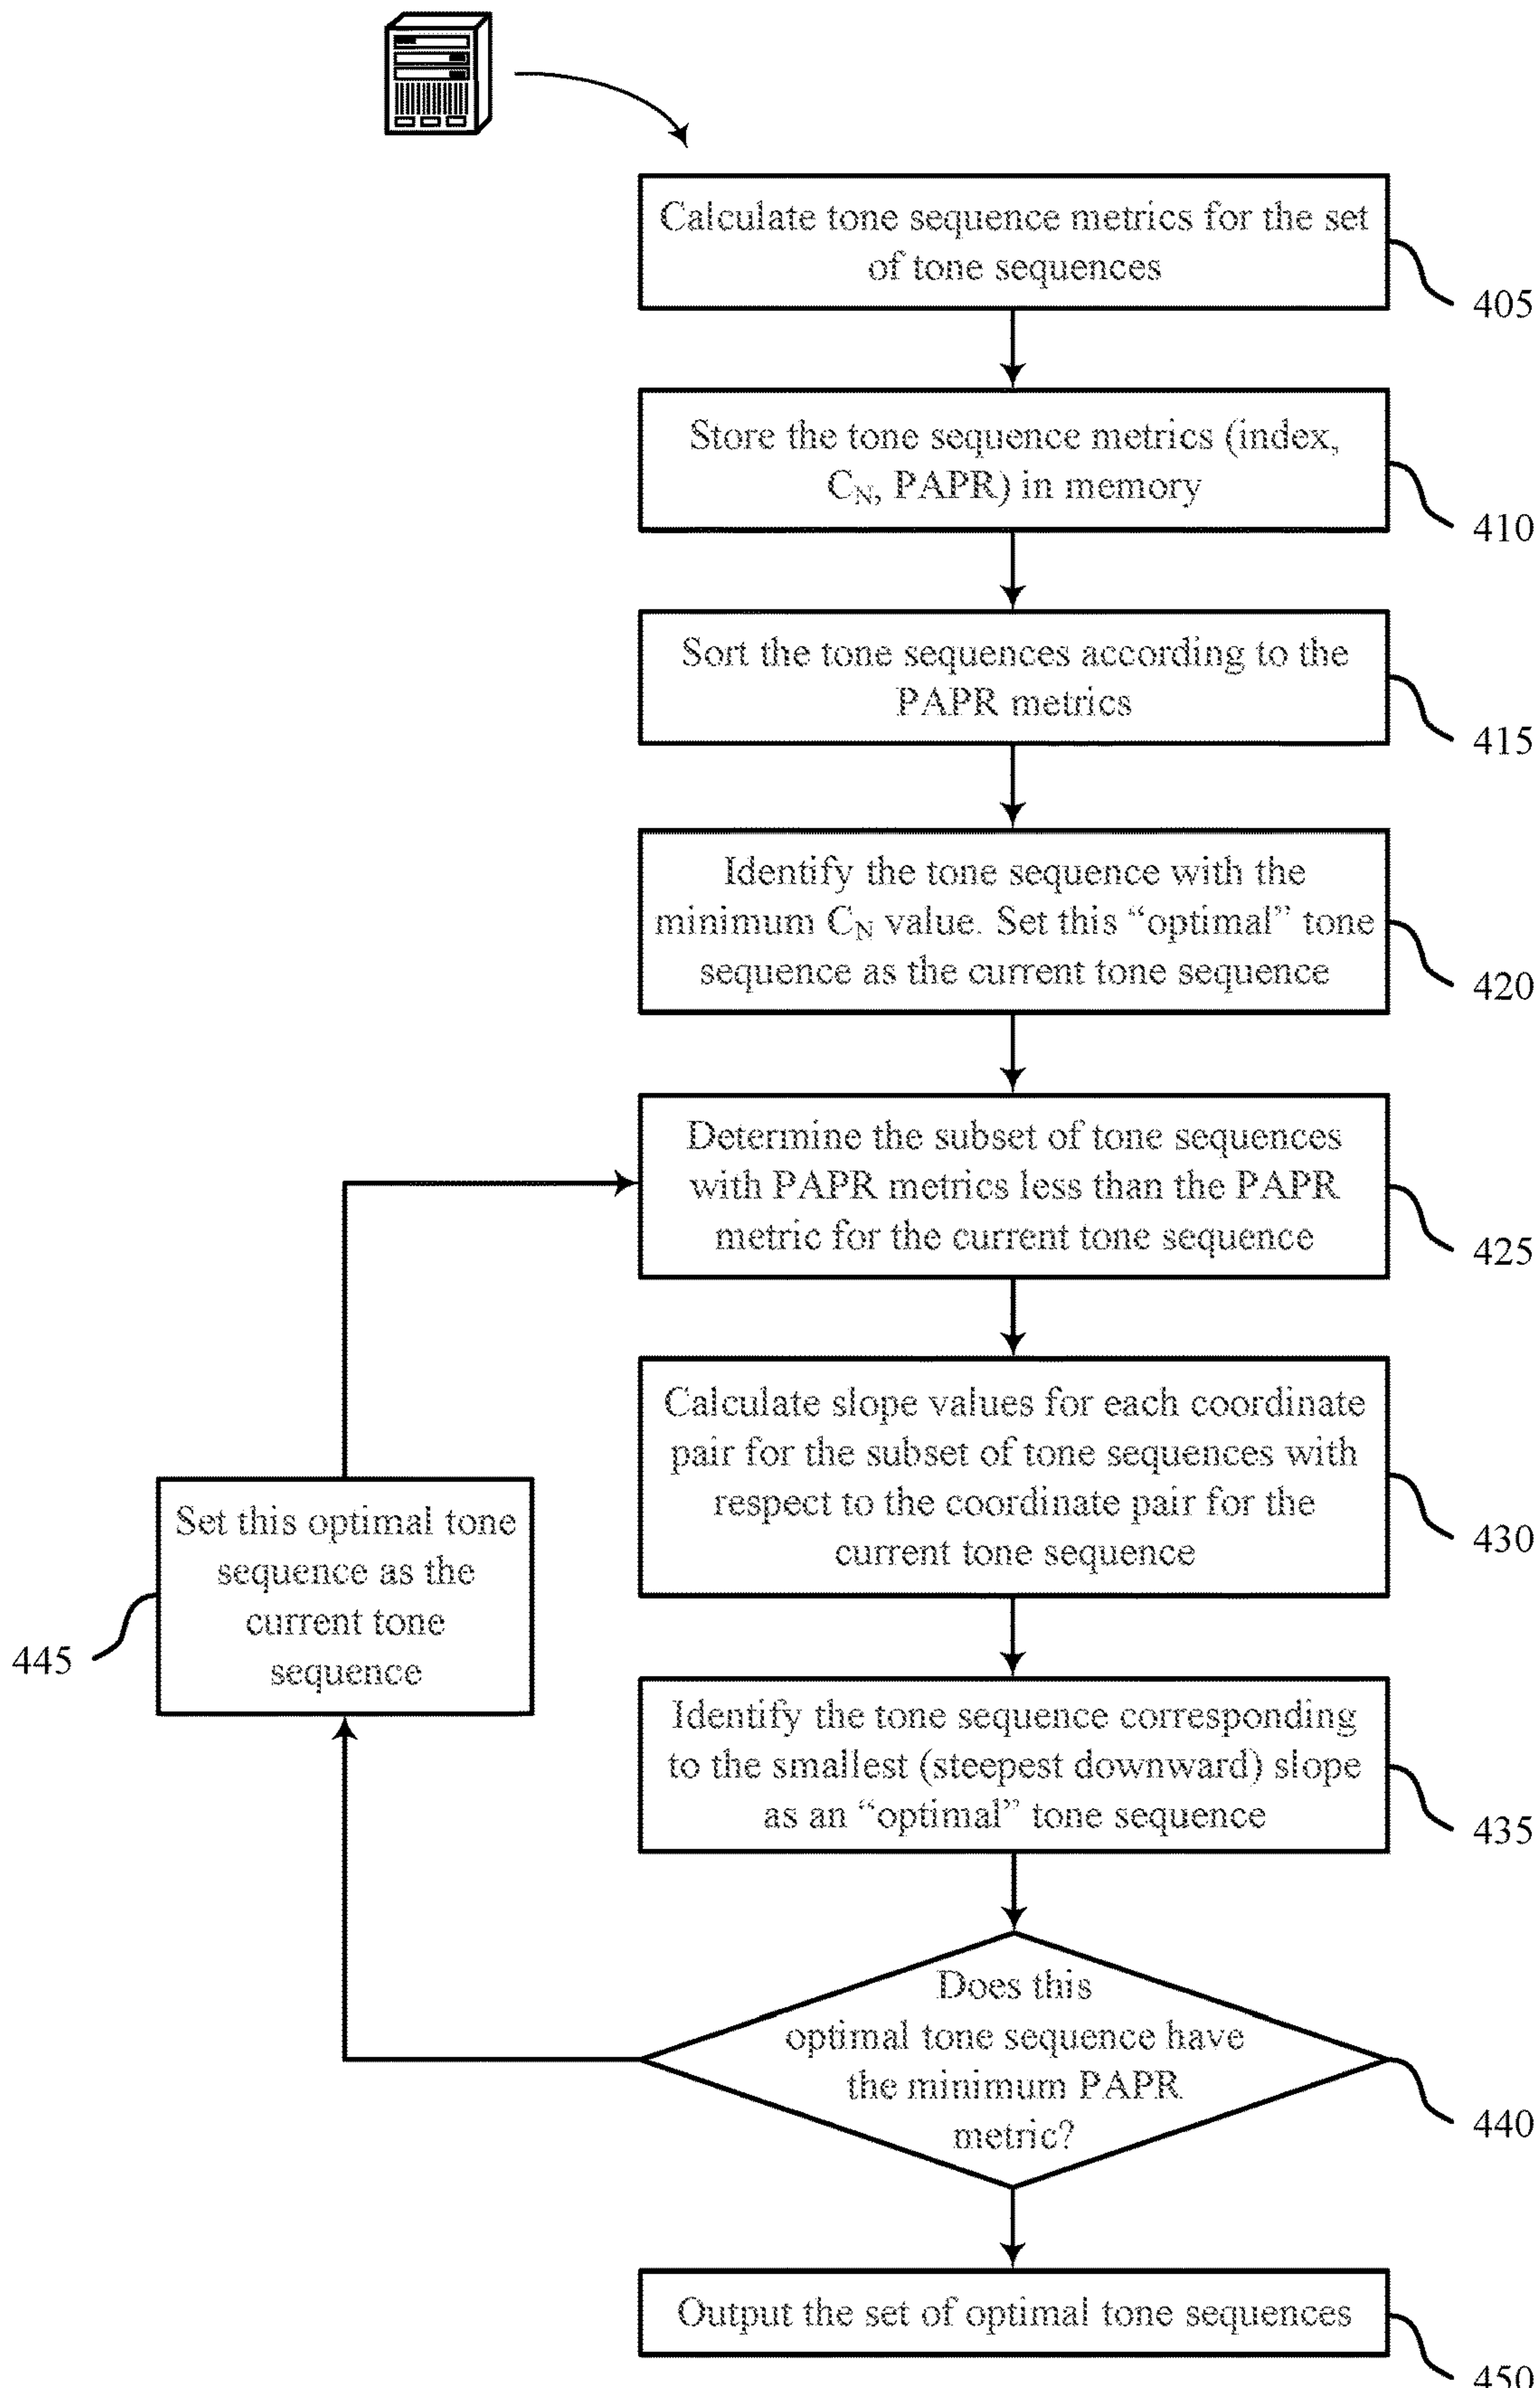 Calculate tone sequence metrics for the set
of tone sequences
405
Store the tone sequence metrics (index,
C_N, PAPR) in memory
410
Sort the tone sequences according to the
PAPR metrics
415
Identify the tone sequence with the
minimum C_N value. Set this “optimal” tone
sequence as the current tone sequence
420
Determine the subset of tone sequences
with PAPR metrics less than the PAPR
metric for the current tone sequence
425
Calculate slope values for each coordinate
pair for the subset of tone sequences with
respect to the coordinate pair for the
current tone sequence
430
Set this optimal tone
sequence as the
current tone
sequence
445
Identify the tone sequence corresponding
to the smallest (steepest downward) slope
as an “optimal” tone sequence
435
Does this
optimal tone sequence have
the minimum PAPR
metric?
440
Output the set of optimal tone sequences
450